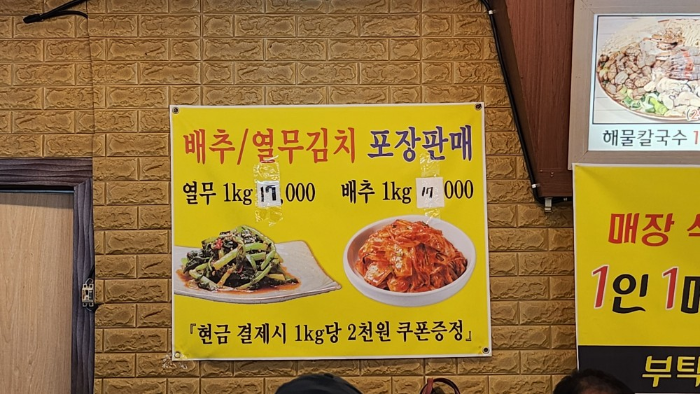 배추/열무김치 포장판매
열무 1kg 17,000 배추 1kg 17 000
『현금 결제시 1kg당 2천원 쿠폰증정』
해물칼국수 1
매장
1인 1
부탁